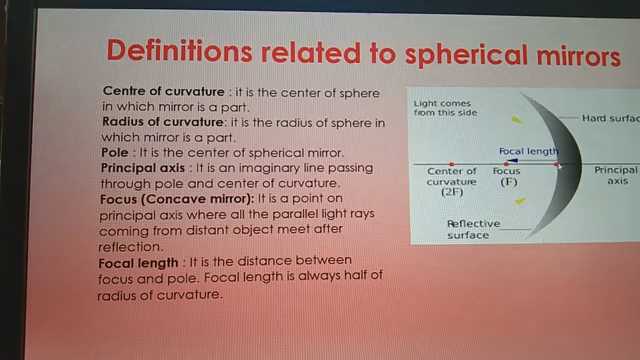 Definitions related to spherical mirrors
Centre of curvature : it is the center of sphere
in which mirror is a part.
Radius of curvature: it is the radius of sphere in
which mirror is a part.
Pole : It is the center of spherical mirror.
Principal axis : It is an imaginary line passing
through pole and center of curvature.
Focus (Concave mirror): It is a point on
principal axis where all the parallel light rays
coming from distant object meet after
reflection.
Focal length : It is the distance between
focus and pole. Focal length is always half of
radius of curvature.
Light comes
from this side
Hard surfac
Focal length
Center of
curvature
(2F)
Focus
(F)
Principal
axis
Reflective
surface